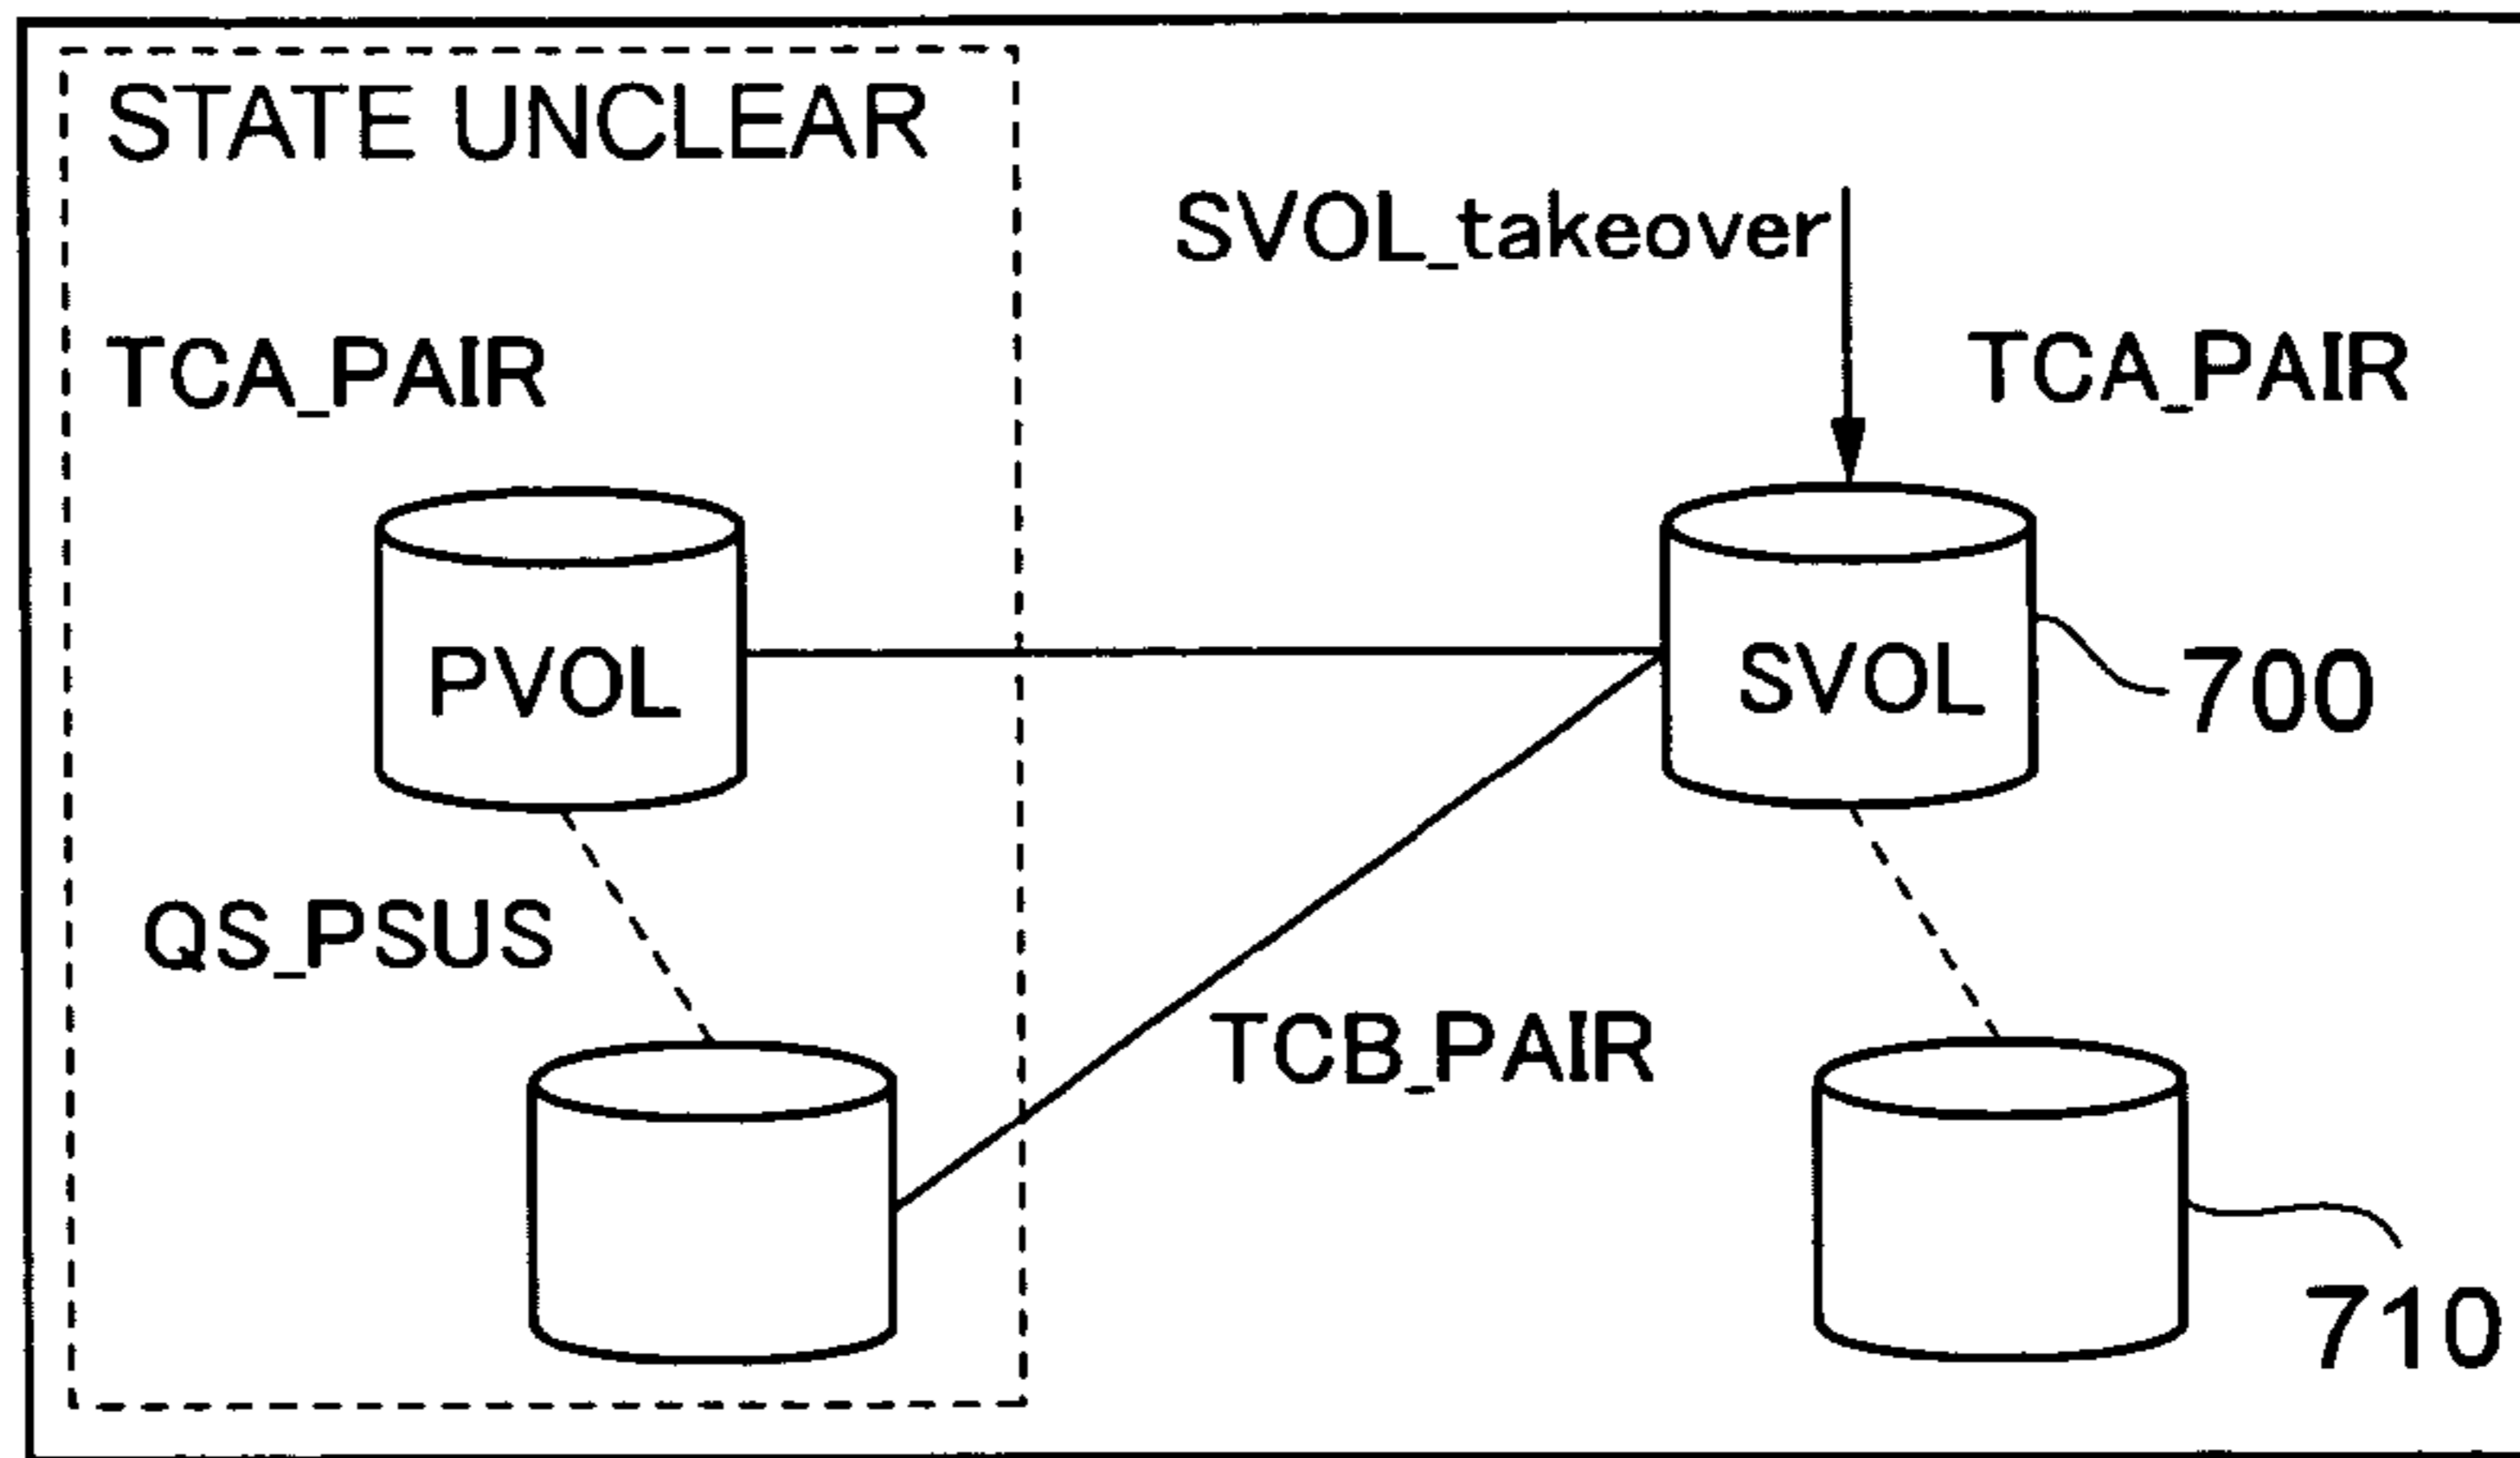 STATE UNCLEAR
SVOL_takeover
TCA_PAIR
TCA_PAIR
PVOL
SVOL
700
QS_PSUS
TCB_PAIR
710